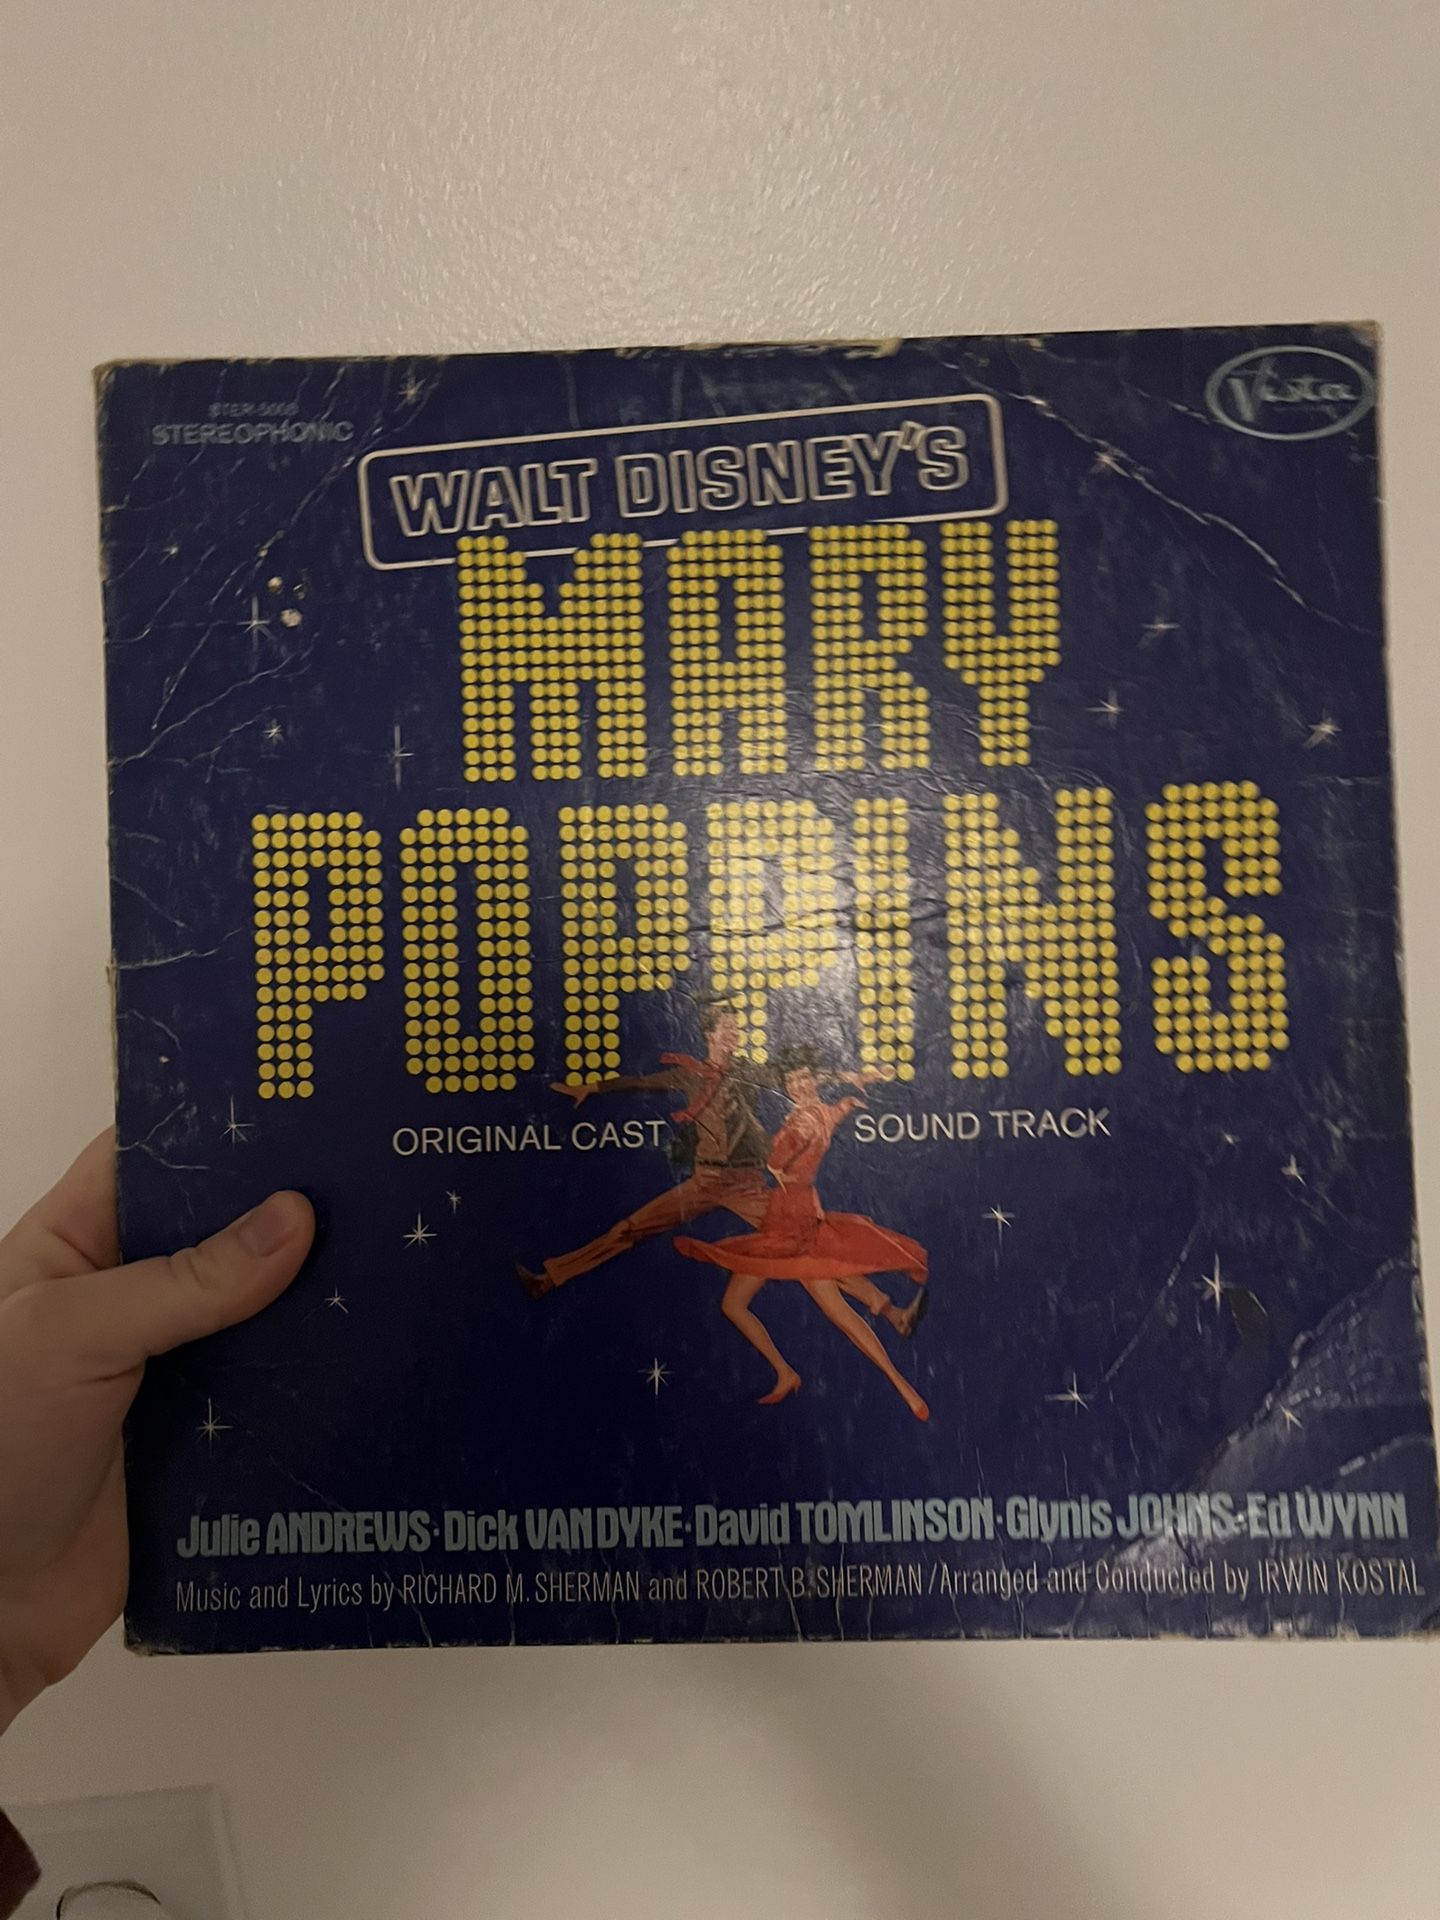 STEREOPHONIC
Vista
WALT DISNEY'S
MARY
POPPINS
ORIGINAL CAST SOUND TRACK
Julie ANDREWS·Dick VAN DYKE·David TOMLINSON·Glynis JOHNS·Ed WYNN
Music and Lyrics by RICHARD M. SHERMAN and ROBERT B. SHERMAN / Arranged and Conducted by IRWIN KOSTAL